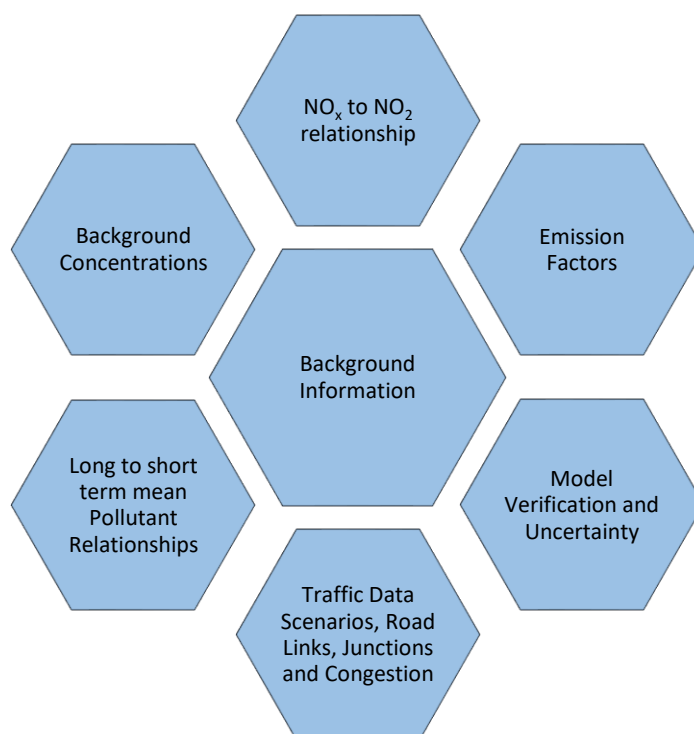 NOx to NO2
relationship
Background
Concentrations
Emission
Factors
Background
Information
Long to short
term mean
Pollutant
Relationships
Model
Verification and
Uncertainty
Traffic Data
Scenarios, Road
Links, Junctions
and Congestion